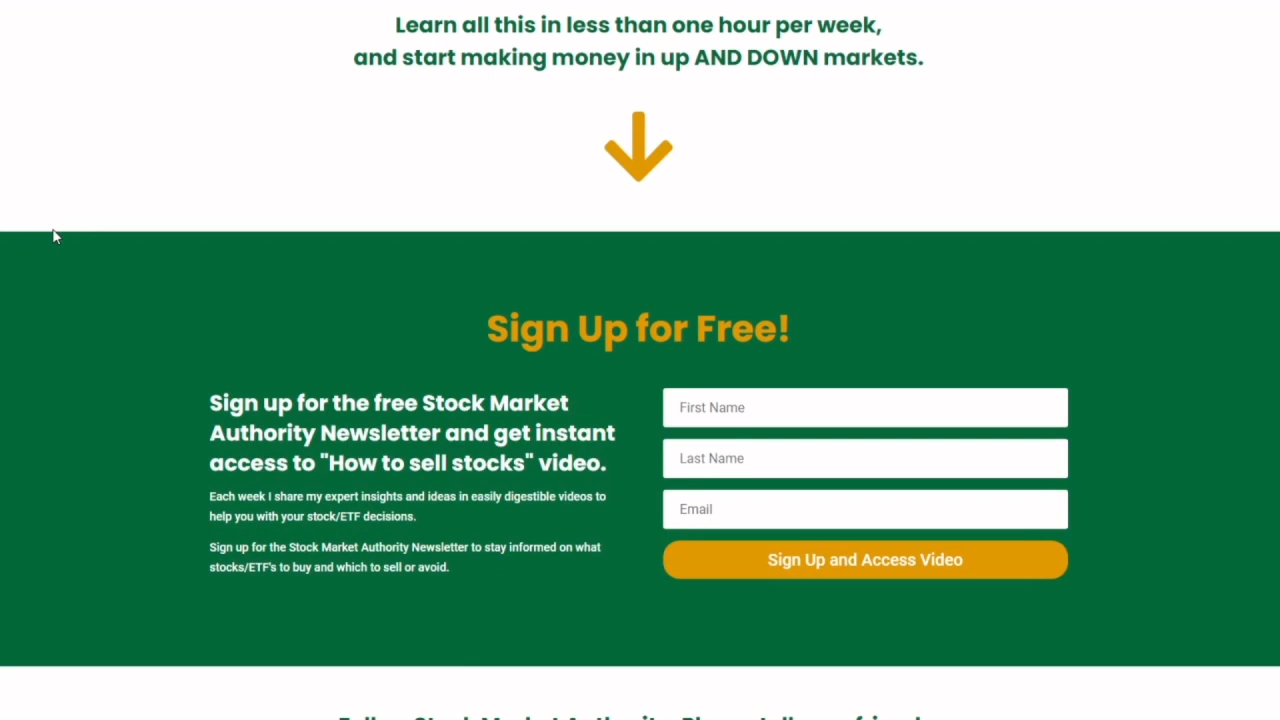 Learn all this in less than one hour per week,
and start making money in up AND DOWN markets.
Sign Up for Free!
Sign up for the free Stock Market
Authority Newsletter and get instant
access to "How to sell stocks" video.
Each week I share my expert insights and ideas in easily digestible videos to
help you with your stock/ETF decisions.
Sign up for the Stock Market Authority Newsletter to stay informed on what
stocks/ETF's to buy and which to sell or avoid.
First Name
Last Name
Email
Sign Up and Access Video